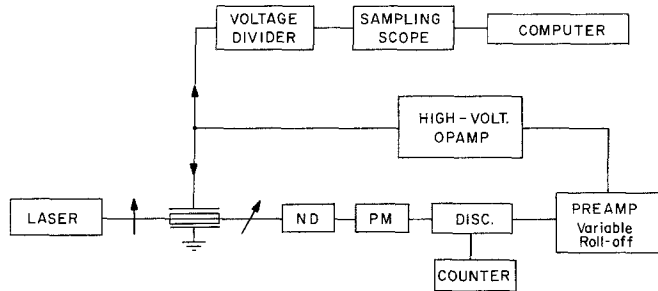 VOLTAGE
DIVIDER
SAMPLING
SCOPE
COMPUTER
HIGH-VOLT.
OPAMP
LASER
ND
PM
DISC.
PREAMP
Variable
Roll-off
COUNTER